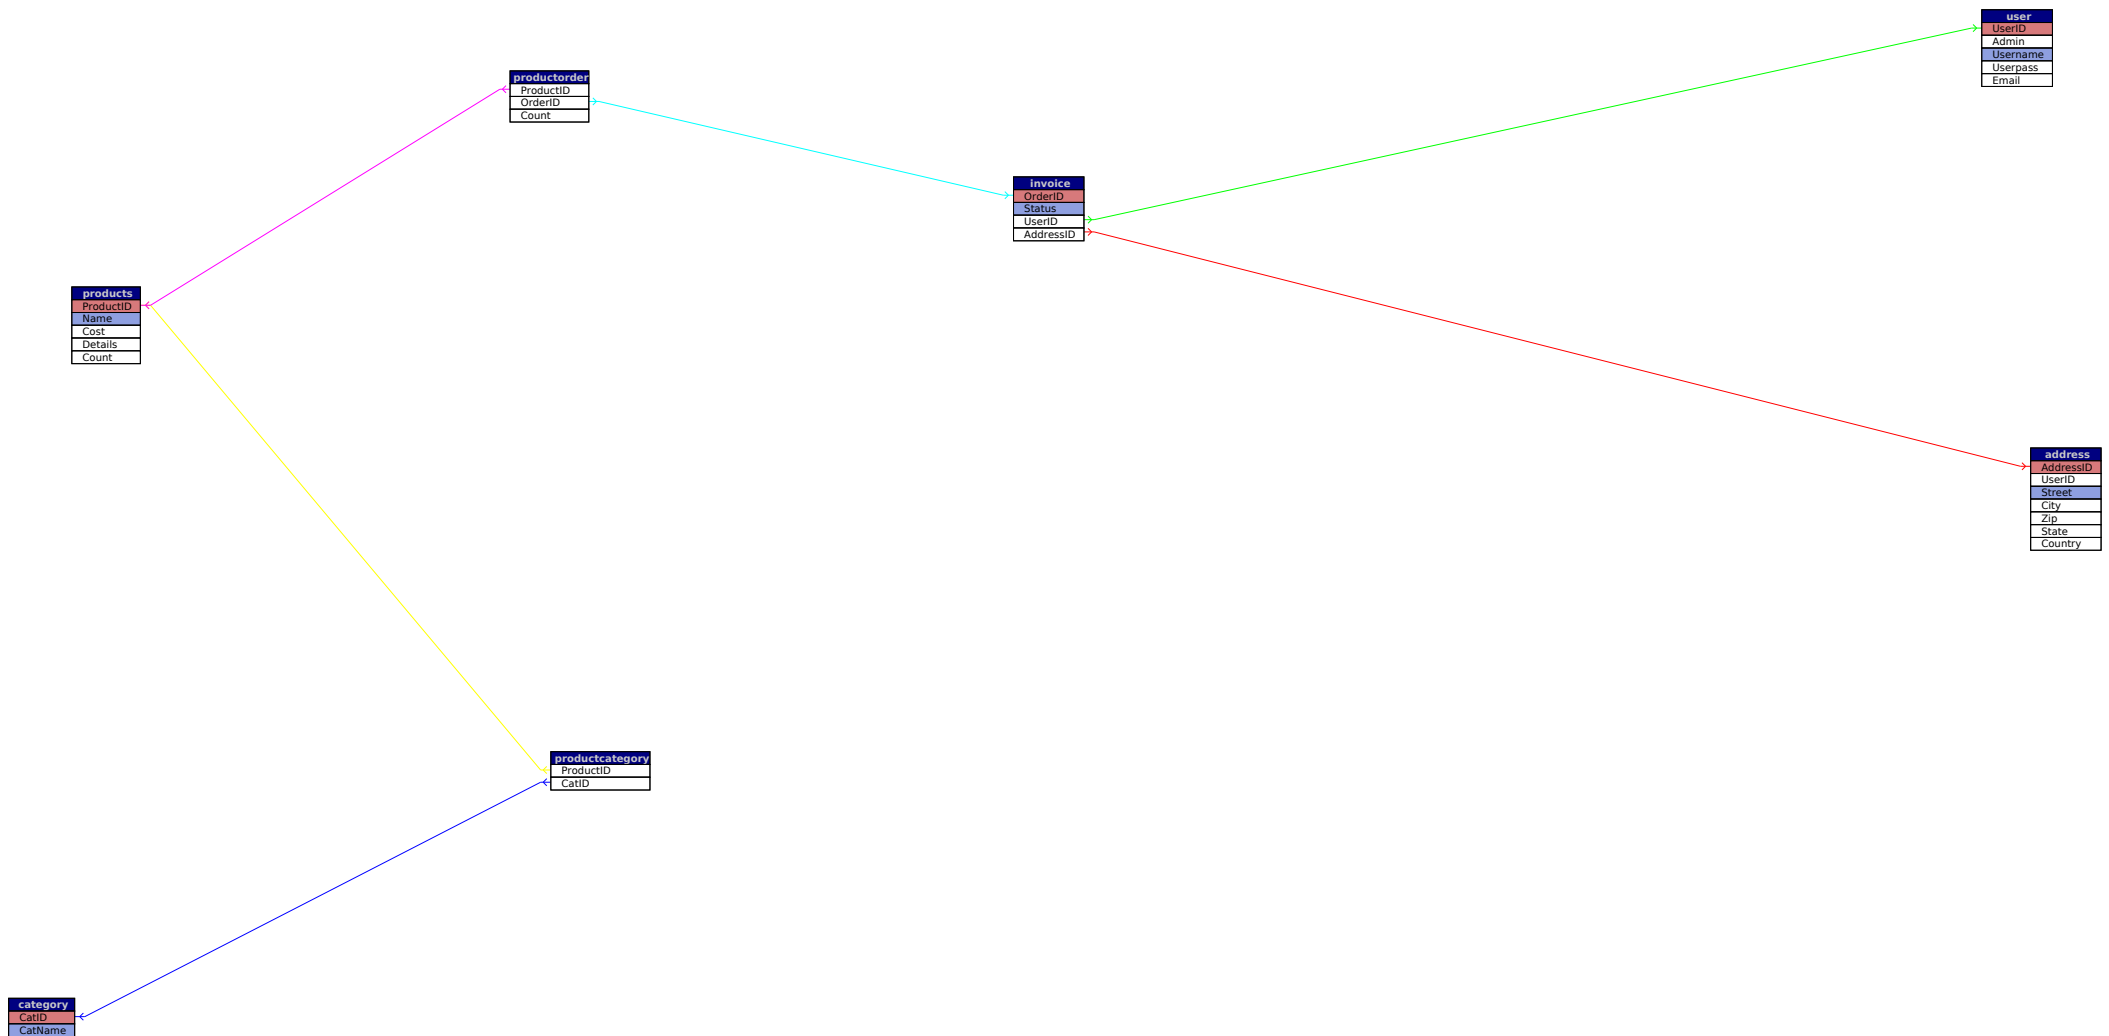 user
UserID
Admin
Username
Userpass
Email
productorder
ProductID
OrderID
Count
invoice
OrderID
Status
UserID
AddressID
products
ProductID
Name
Cost
Details
Count
address
AddressID
UserID
Street
City
Zip
State
Country
productcategory
ProductID
CatID
category
CatID
CatName